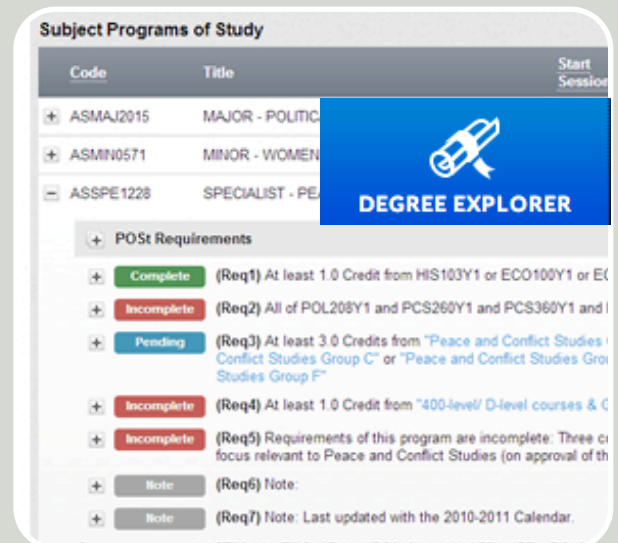 Subject Programs of Study
Code Title Start Session
+ ASMAJ2015 MAJOR - POLITIC
+ ASMIN0571 MINOR - WOMEN
− ASSPE1228 SPECIALIST - PEA
DEGREE EXPLORER
+ POSt Requirements
+ Complete (Req1) At least 1.0 Credit from HIS103Y1 or ECO100Y1 or EC
+ Incomplete (Req2) All of POL208Y1 and PCS260Y1 and PCS360Y1 and
+ Pending (Req3) At least 3.0 Credits from "Peace and Conflict Studies
Conflict Studies Group C" or "Peace and Conflict Studies Grou
Studies Group F"
+ Incomplete (Req4) At least 1.0 Credit from "400-level/ D-level courses & G
+ Incomplete (Req5) Requirements of this program are incomplete: Three co
focus relevant to Peace and Conflict Studies (on approval of th
+ Note (Req6) Note:
+ Note (Req7) Note: Last updated with the 2010-2011 Calendar.